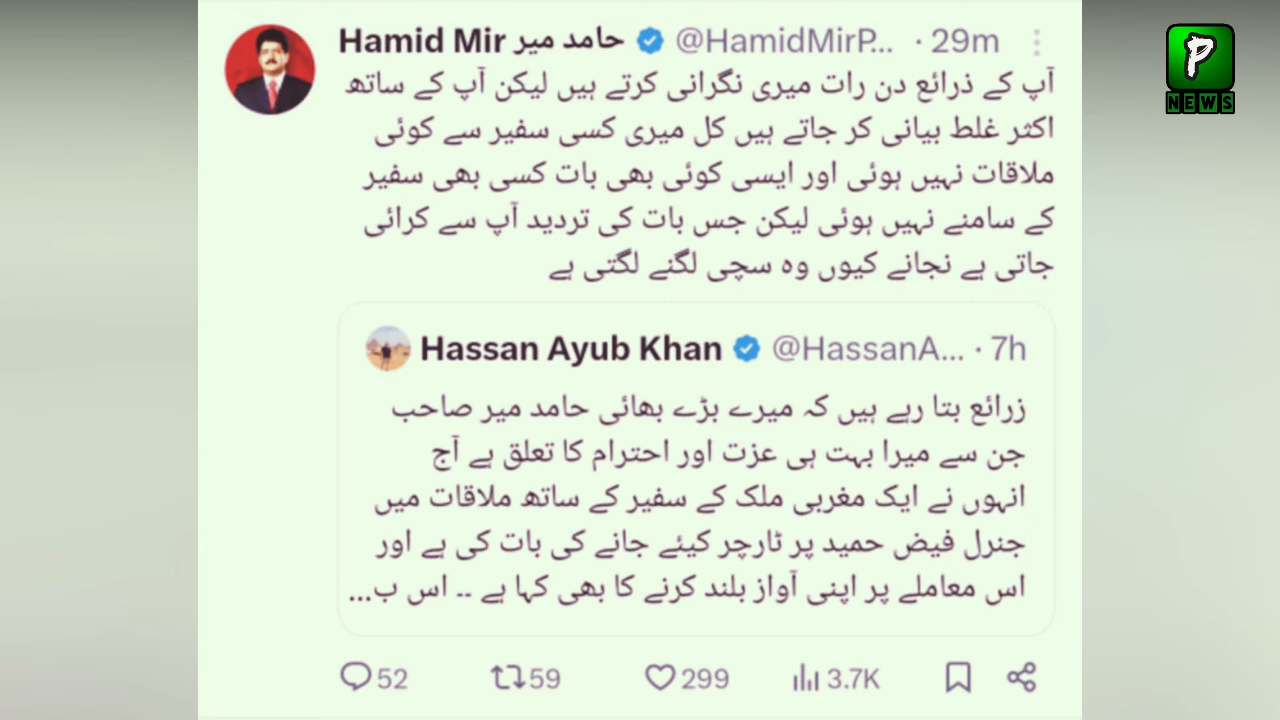 Hamid Mir حامد میر @HamidMirP... · 29m
آپ کے ذرائع دن رات میری نگرانی کرتے ہیں لیکن آپ کے ساتھ
اکثر غلط بیانی کر جاتے ہیں کل میری کسی سفیر سے کوئی
ملاقات نہیں ہوئی اور ایسی کوئی بھی بات کسی بھی سفیر
کے سامنے نہیں ہوئی لیکن جس بات کی تردید آپ سے کرائی
جاتی ہے نجانے کیوں وہ سچی لگنے لگتی ہے
Hassan Ayub Khan @HassanA... · 7h
زرائع بتا رہے ہیں کہ میرے بڑے بھائی حامد میر صاحب
جن سے میرا بہت ہی عزت اور احترام کا تعلق ہے آج
انہوں نے ایک مغربی ملک کے سفیر کے ساتھ ملاقات میں
جنرل فیض حمید پر ٹارچر کیئے جانے کی بات کی ہے اور
اس معاملے پر اپنی آواز بلند کرنے کا بھی کہا ہے -- اس ب...
52 59 299 3.7K
P
NEWS